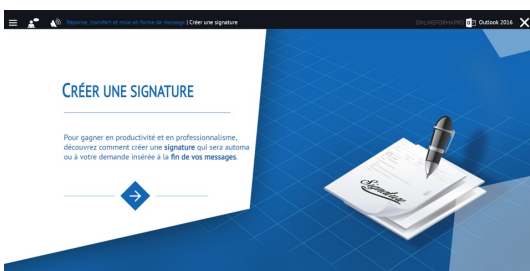 Réponse, transfert et mise en forme de message | Créer une signature
ONLINEFORMAPRO Outlook 2016
CRÉER UNE SIGNATURE
Pour gagner en productivité et en professionnalisme,
découvrez comment créer une signature qui sera automa
ou à votre demande insérée à la fin de vos messages.
Signature